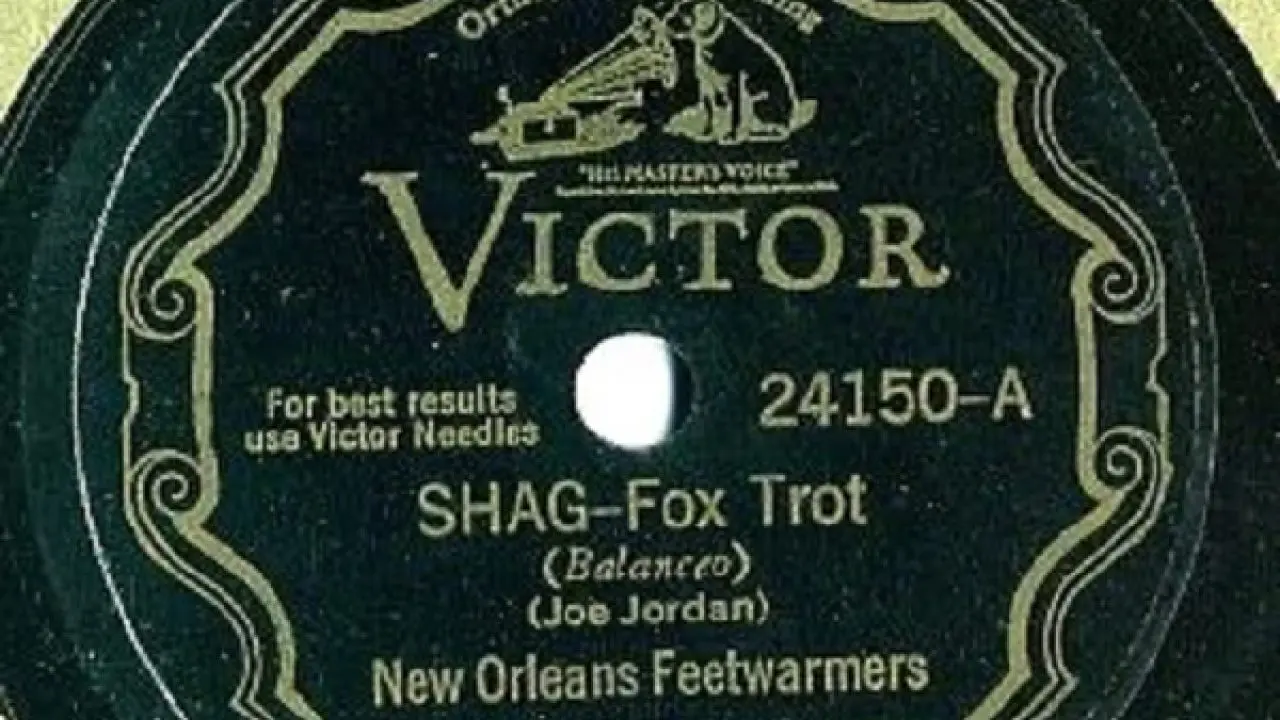 "HIS MASTER'S VOICE"
VICTOR
For best results
use Victor Needles
24150-A
SHAG-Fox Trot
(Balanceo)
(Joe Jordan)
New Orleans Feetwarmers